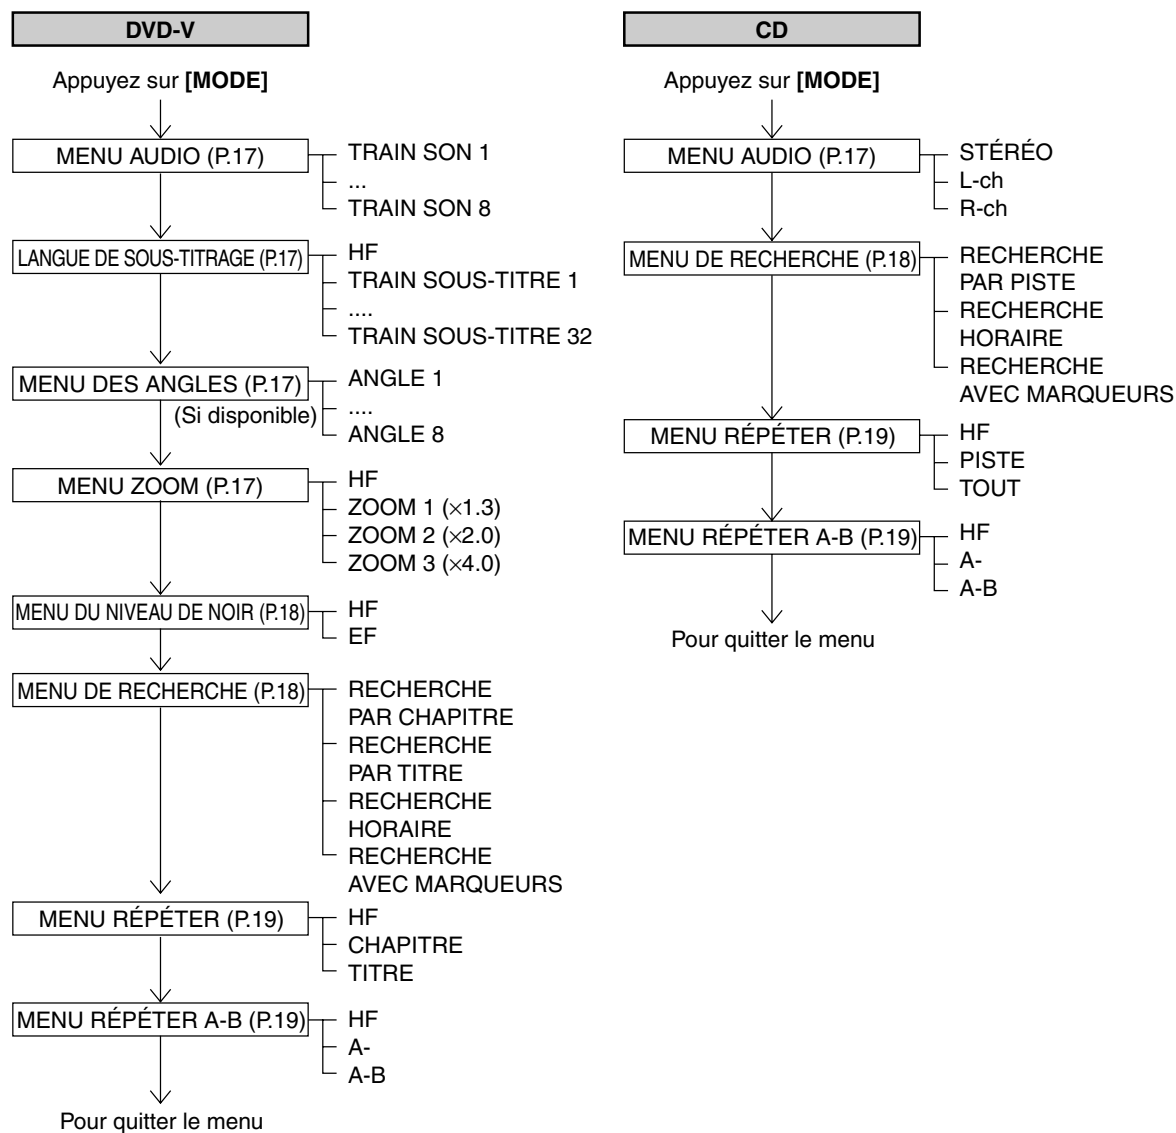 DVD-V
Appuyez sur [MODE]
MENU AUDIO (P.17)
TRAIN SON 1
...
TRAIN SON 8
LANGUE DE SOUS-TITRAGE (P.17)
HF
TRAIN SOUS-TITRE 1
....
TRAIN SOUS-TITRE 32
MENU DES ANGLES (P.17)
(Si disponible)
ANGLE 1
....
ANGLE 8
MENU ZOOM (P.17)
HF
ZOOM 1 (×1.3)
ZOOM 2 (×2.0)
ZOOM 3 (×4.0)
MENU DU NIVEAU DE NOIR (P.18)
HF
EF
MENU DE RECHERCHE (P.18)
RECHERCHE
PAR CHAPITRE
RECHERCHE
PAR TITRE
RECHERCHE
HORAIRE
RECHERCHE
AVEC MARQUEURS
MENU RÉPÉTER (P.19)
HF
CHAPITRE
TITRE
MENU RÉPÉTER A-B (P.19)
HF
A-
A-B
Pour quitter le menu
CD
Appuyez sur [MODE]
MENU AUDIO (P.17)
STÉRÉO
L-ch
R-ch
MENU DE RECHERCHE (P.18)
RECHERCHE
PAR PISTE
RECHERCHE
HORAIRE
RECHERCHE
AVEC MARQUEURS
MENU RÉPÉTER (P.19)
HF
PISTE
TOUT
MENU RÉPÉTER A-B (P.19)
HF
A-
A-B
Pour quitter le menu